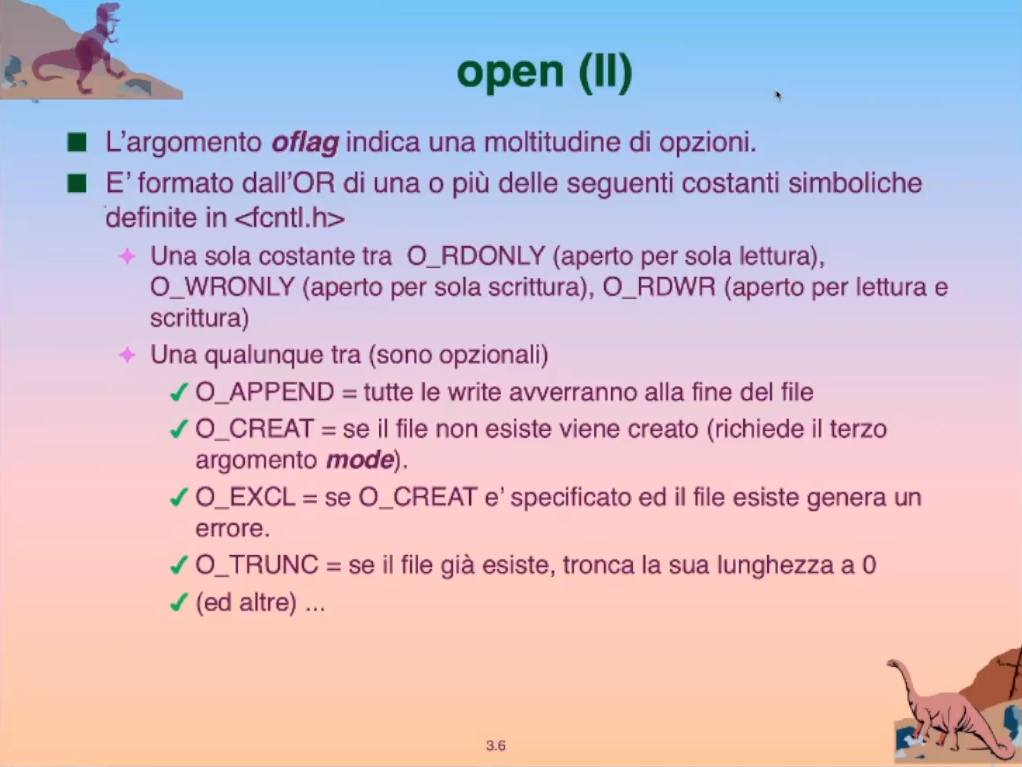 open (II)
L'argomento oflag indica una moltitudine di opzioni.
E' formato dall'OR di una o più delle seguenti costanti simboliche
definite in <fcntl.h>
Una sola costante tra O_RDONLY (aperto per sola lettura),
O_WRONLY (aperto per sola scrittura), O_RDWR (aperto per lettura e
scrittura)
Una qualunque tra (sono opzionali)
O_APPEND = tutte le write avverranno alla fine del file
O_CREAT = se il file non esiste viene creato (richiede il terzo
argomento mode).
O_EXCL = se O_CREAT e' specificato ed il file esiste genera un
errore.
O_TRUNC = se il file già esiste, tronca la sua lunghezza a 0
(ed altre) ...
3.6